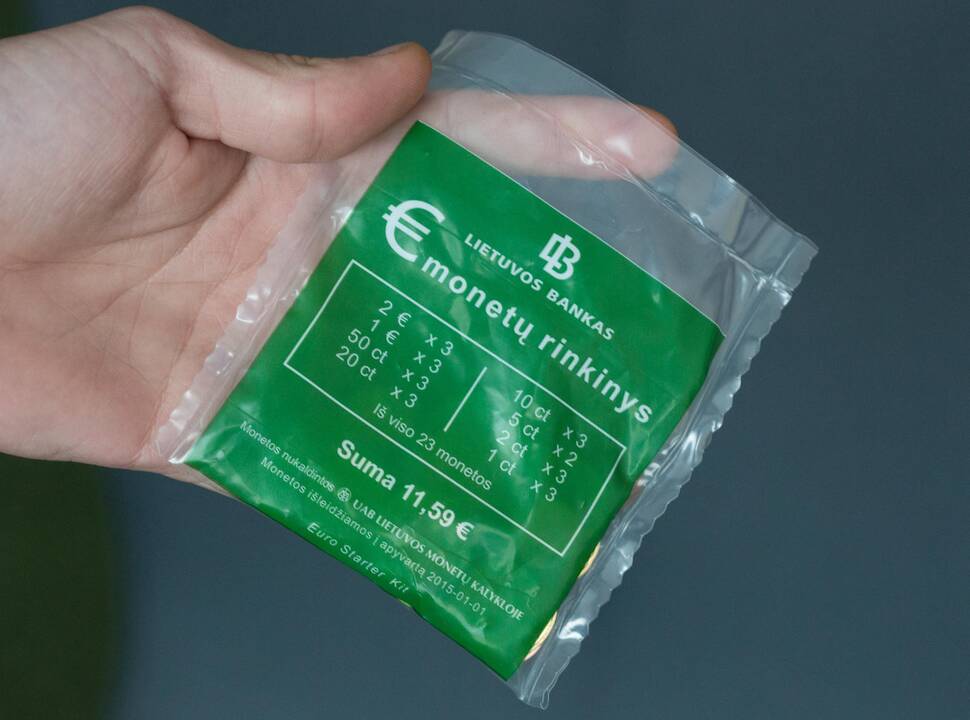 LIETUVOS BANKAS
€ monetų rinkinys
2 € x 3
1 € x 3
50 ct x 3
20 ct x 3
10 ct x 3
5 ct x 2
2 ct x 3
1 ct x 3
Iš viso 23 monetos
Suma 11,59 €
Monetos nukaldintos UAB LIETUVOS MONETŲ KALYKLOJE
Monetos išleidžiamos į apyvartą 2015-01-01
Euro Starter Kit